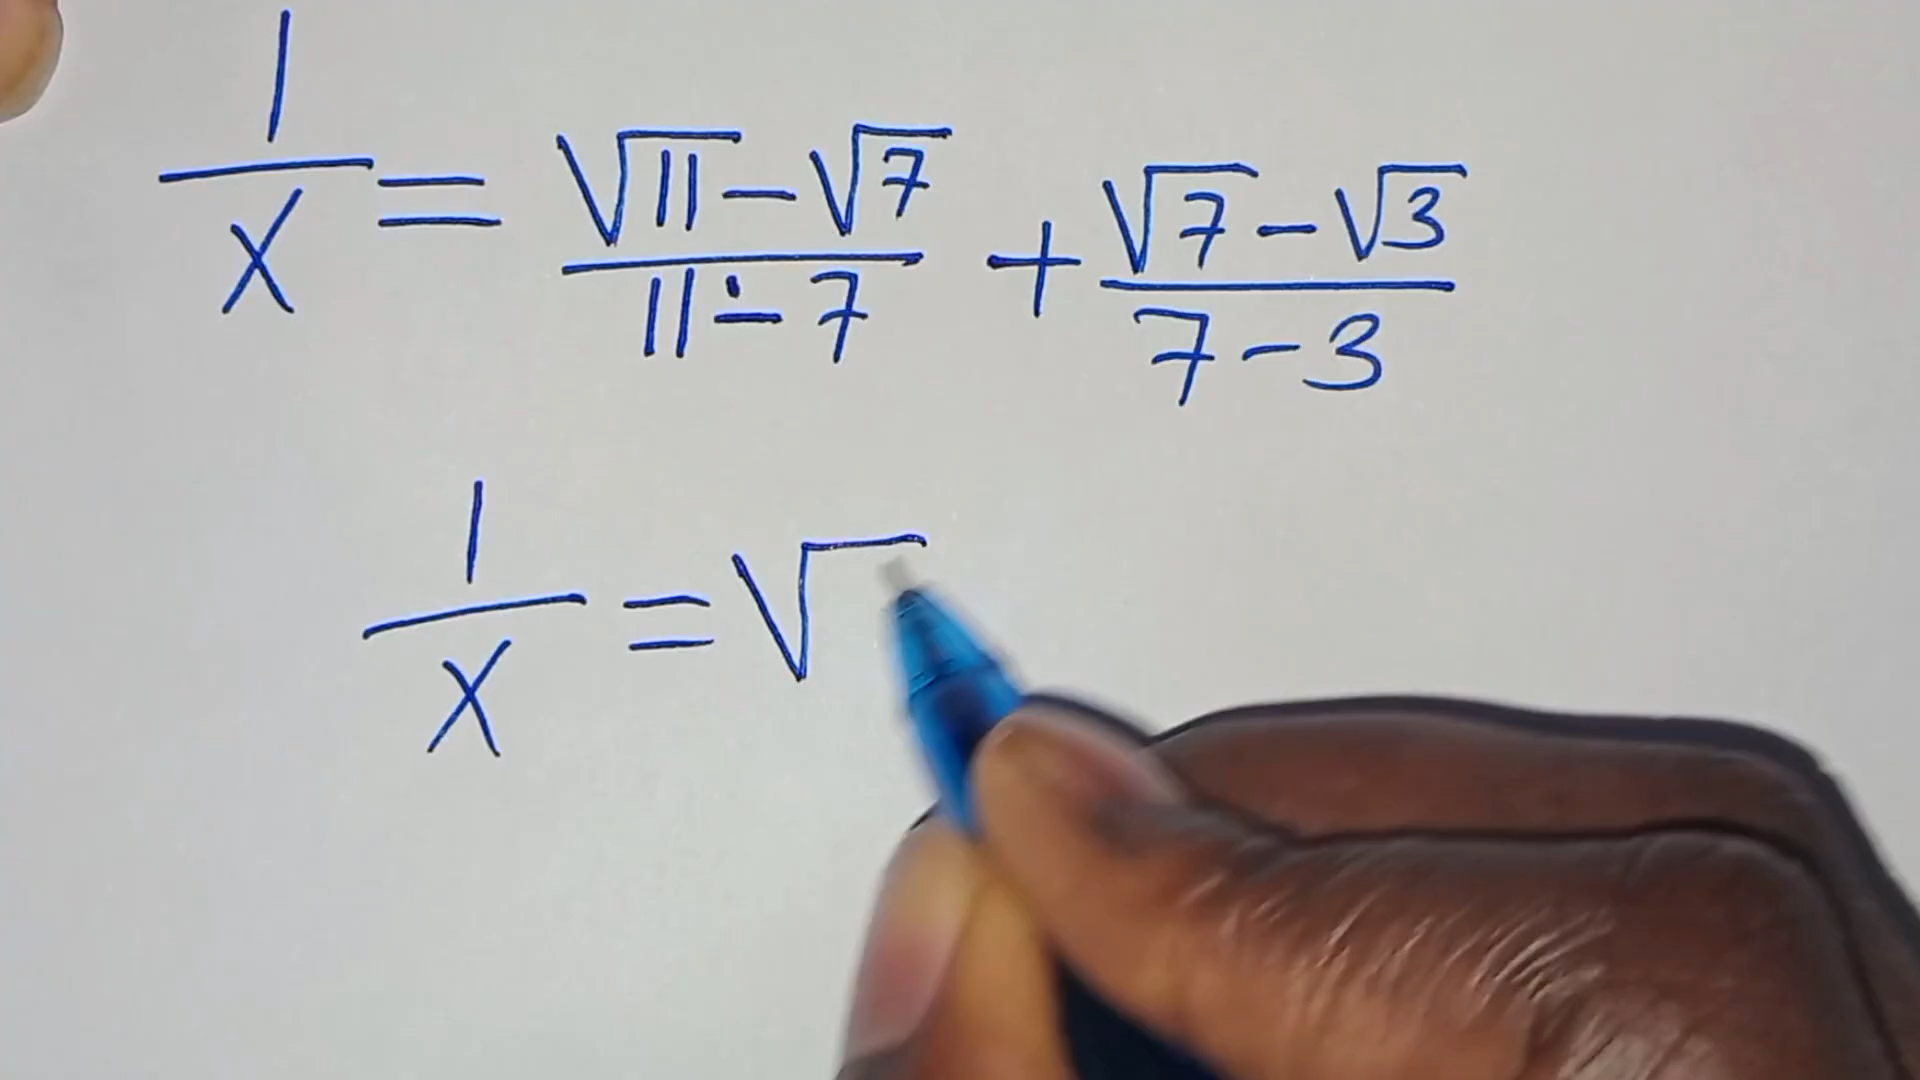 1/X = (√11 - √7)/(11 ∸ 7) + (√7 - √3)/(7 - 3)
1/X = √